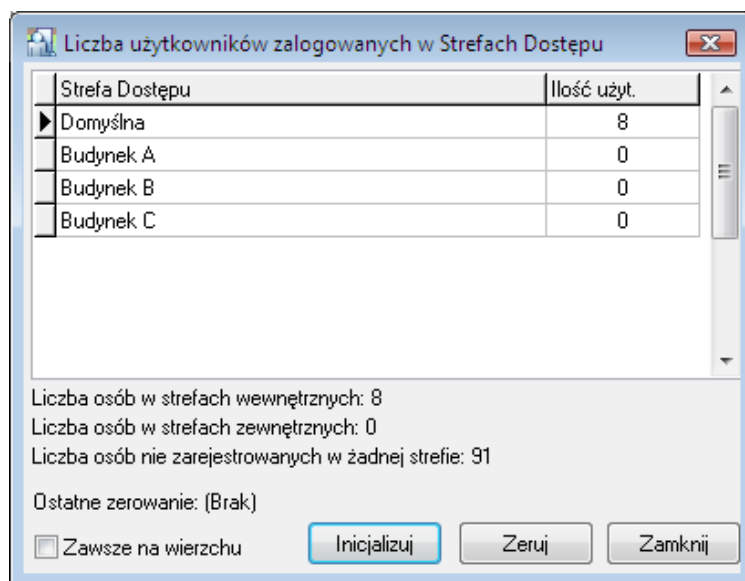 Liczba użytkowników zalogowanych w Strefach Dostępu
Strefa Dostępu Ilość użyt.
Domyślna 8
Budynek A 0
Budynek B 0
Budynek C 0
Liczba osób w strefach wewnętrznych: 8
Liczba osób w strefach zewnętrznych: 0
Liczba osób nie zarejestrowanych w żadnej strefie: 91
Ostatne zerowanie: (Brak)
Zawsze na wierzchu Inicjalizuj Zeruj Zamknij